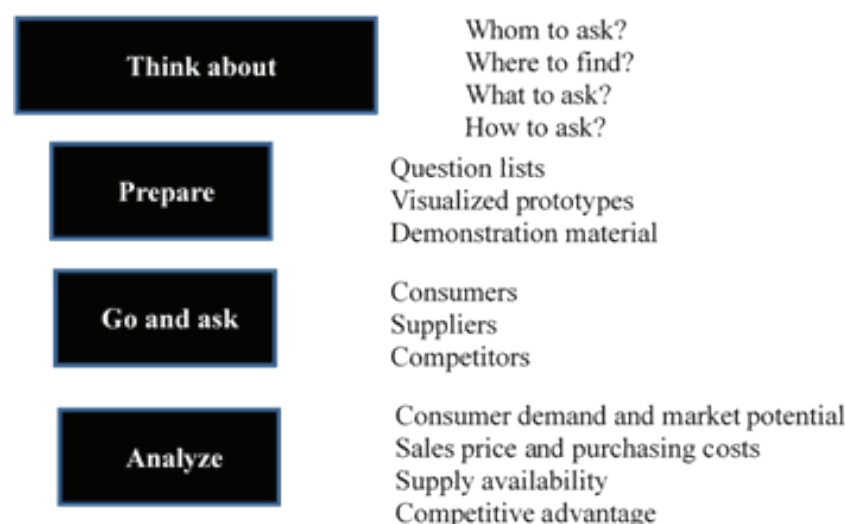 Think about
Whom to ask?
Where to find?
What to ask?
How to ask?
Prepare
Question lists
Visualized prototypes
Demonstration material
Go and ask
Consumers
Suppliers
Competitors
Analyze
Consumer demand and market potential
Sales price and purchasing costs
Supply availability
Competitive advantage